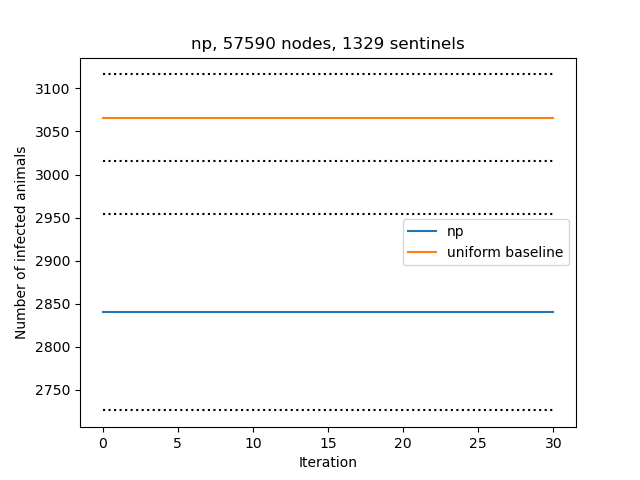 np, 57590 nodes, 1329 sentinels
3100
3050
3000
2950
2900
2850
2800
2750
Number of infected animals
np
uniform baseline
0 5 10 15 20 25 30
Iteration